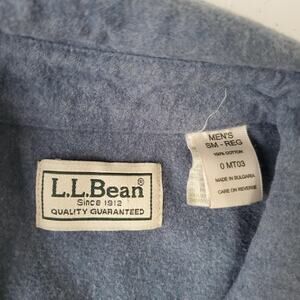 L.L.Bean®
Since 1912
QUALITY GUARANTEED
MEN'S
SM - REG
100% COTTON
0 MT03
MADE IN BULGARIA
CARE ON REVERSE